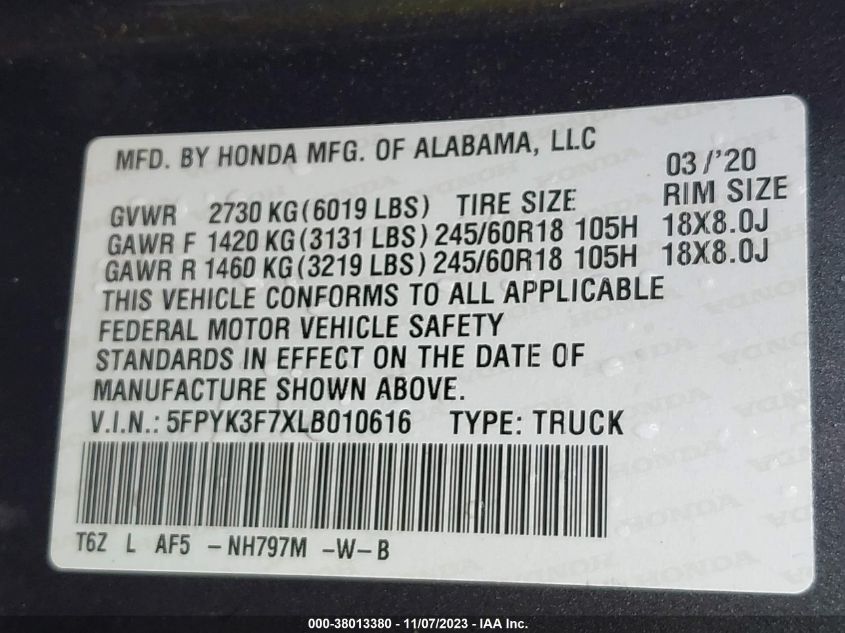 MFD. BY HONDA MFG. OF ALABAMA, LLC 03/'20
GVWR 2730 KG (6019 LBS) TIRE SIZE RIM SIZE
GAWR F 1420 KG (3131 LBS) 245/60R18 105H 18X8.0J
GAWR R 1460 KG (3219 LBS) 245/60R18 105H 18X8.0J
THIS VEHICLE CONFORMS TO ALL APPLICABLE
FEDERAL MOTOR VEHICLE SAFETY
STANDARDS IN EFFECT ON THE DATE OF
MANUFACTURE SHOWN ABOVE.
V.I.N.: 5FPYK3F7XLB010616 TYPE: TRUCK
T6Z L AF5 -NH797M -W-B
000-38013380 - 11/07/2023 - IAA Inc.